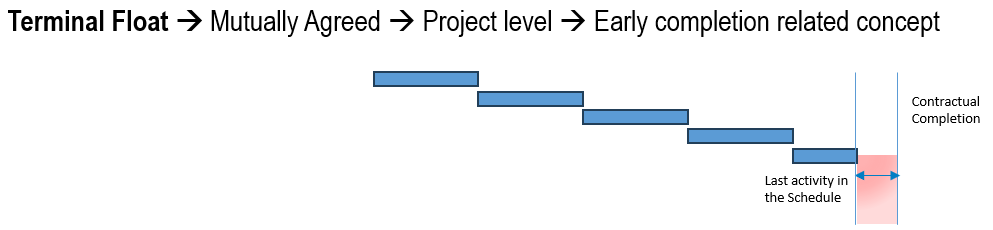 Terminal Float → Mutually Agreed → Project level → Early completion related concept
Contractual
Completion
Last activity in
the Schedule